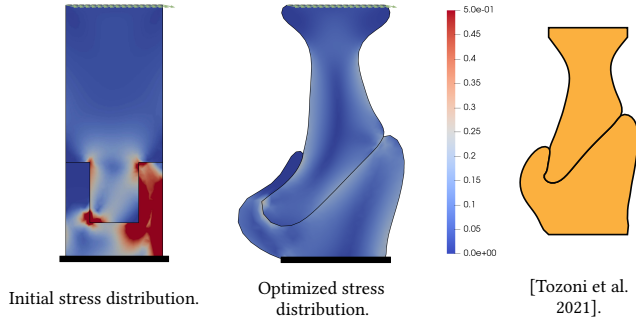 5.0e-01
0.45
0.4
0.35
0.3
0.25
0.2
0.15
0.1
0.05
0.0e+00
Initial stress distribution.
Optimized stress
distribution.
[Tozoni et al.
2021].